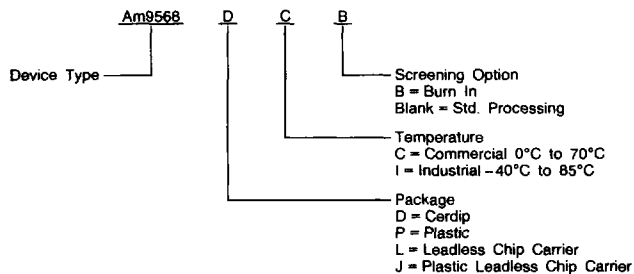 Am9568 D C B
Device Type
Screening Option
B = Burn In
Blank = Std. Processing
Temperature
C = Commercial 0°C to 70°C
I = Industrial –40°C to 85°C
Package
D = Cerdip
P = Plastic
L = Leadless Chip Carrier
J = Plastic Leadless Chip Carrier